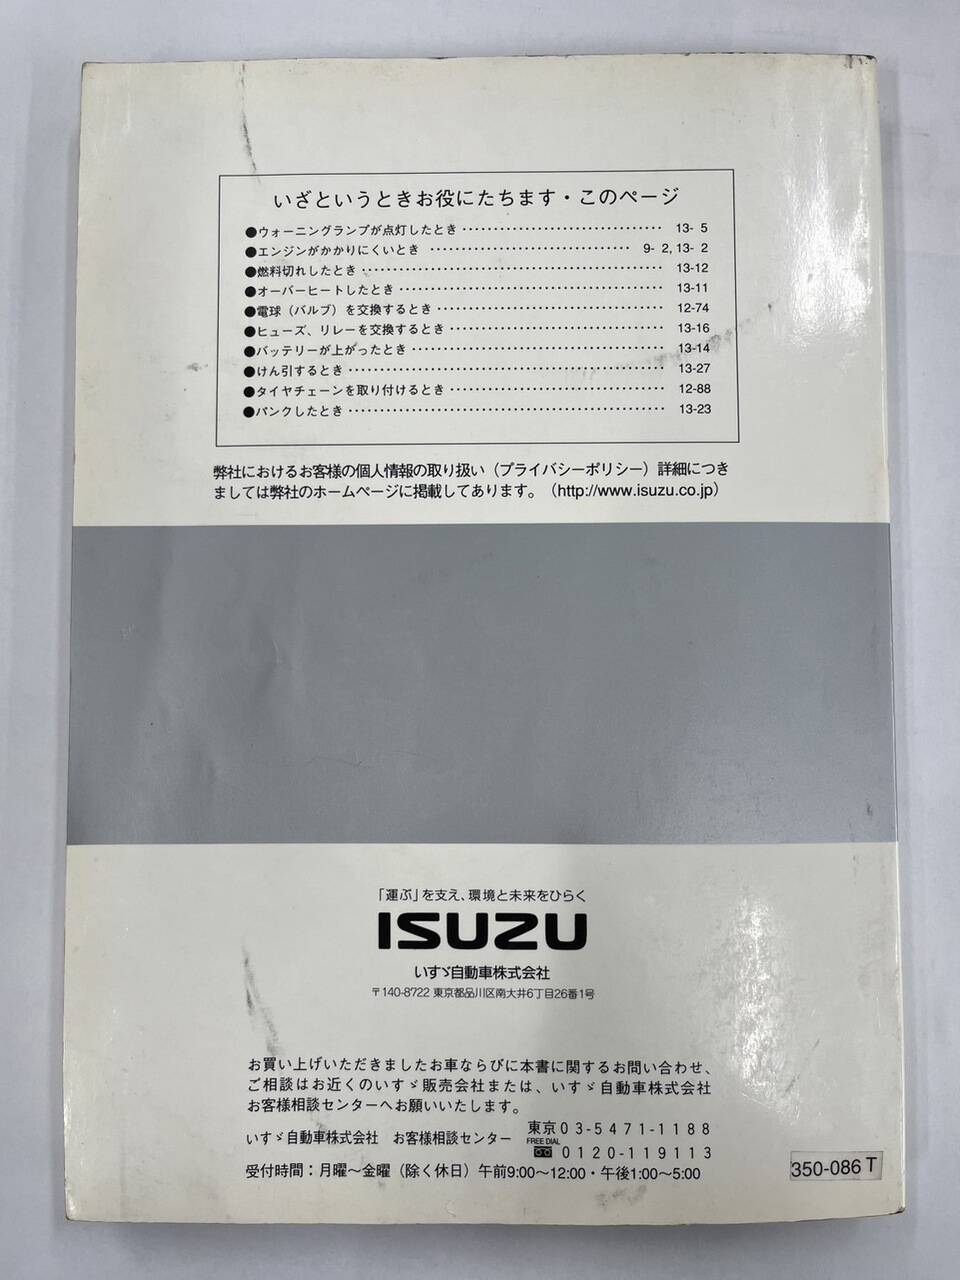 いざというときお役にたちます・このページ
●ウォーニングランプが点灯したとき‥‥‥‥‥‥‥‥‥‥‥‥ 13- 5
●エンジンがかかりにくいとき ‥‥‥‥‥‥‥‥‥‥‥‥ 9- 2, 13- 2
●燃料切れしたとき‥‥‥‥‥‥‥‥‥‥‥‥‥‥‥‥‥‥ 13-12
●オーバーヒートしたとき‥‥‥‥‥‥‥‥‥‥‥‥‥‥‥‥ 13-11
●電球（バルブ）を交換するとき‥‥‥‥‥‥‥‥‥‥‥‥‥‥ 12-74
●ヒューズ、リレーを交換するとき‥‥‥‥‥‥‥‥‥‥‥‥‥ 13-16
●バッテリーが上がったとき‥‥‥‥‥‥‥‥‥‥‥‥‥‥‥ 13-14
●けん引するとき‥‥‥‥‥‥‥‥‥‥‥‥‥‥‥‥‥‥‥ 13-27
●タイヤチェーンを取り付けるとき‥‥‥‥‥‥‥‥‥‥‥‥‥ 12-88
●パンクしたとき‥‥‥‥‥‥‥‥‥‥‥‥‥‥‥‥‥‥‥ 13-23
弊社におけるお客様の個人情報の取り扱い（プライバシーポリシー）詳細につき
ましては弊社のホームページに掲載してあります。（http://www.isuzu.co.jp）
「運ぶ」を支え、環境と未来をひらく
ISUZU
いすゞ自動車株式会社
〒140-8722 東京都品川区南大井6丁目26番1号
お買い上げいただきましたお車ならびに本書に関するお問い合わせ、
ご相談はお近くのいすゞ販売会社または、いすゞ自動車株式会社
お客様相談センターへお願いいたします。
いすゞ自動車株式会社 お客様相談センター 東京03-5471-1188
FREE DIAL 0120-119113
受付時間：月曜〜金曜（除く休日）午前9:00〜12:00・午後1:00〜5:00
350-086 T